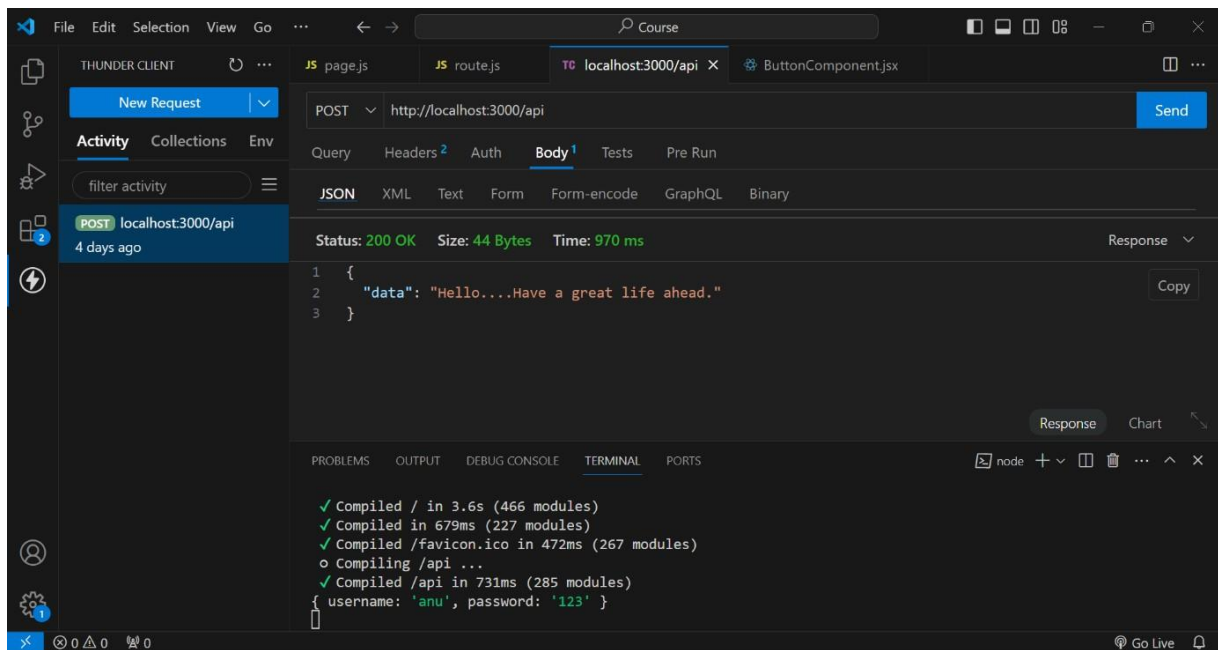 File Edit Selection View Go ... Course
THUNDER CLIENT
New Request
Activity Collections Env
filter activity
POST localhost:3000/api
4 days ago
2
1
JS page.js JS route.js TC localhost:3000/api ButtonComponent.jsx
POST http://localhost:3000/api Send
Query Headers 2 Auth Body 1 Tests Pre Run
JSON XML Text Form Form-encode GraphQL Binary
Status: 200 OK Size: 44 Bytes Time: 970 ms Response
1 {
2 "data": "Hello....Have a great life ahead."
3 }
Copy
Response Chart
PROBLEMS OUTPUT DEBUG CONSOLE TERMINAL PORTS node
✓ Compiled / in 3.6s (466 modules)
✓ Compiled in 679ms (227 modules)
✓ Compiled /favicon.ico in 472ms (267 modules)
○ Compiling /api ...
✓ Compiled /api in 731ms (285 modules)
{ username: 'anu', password: '123' }
0 0 0 Go Live